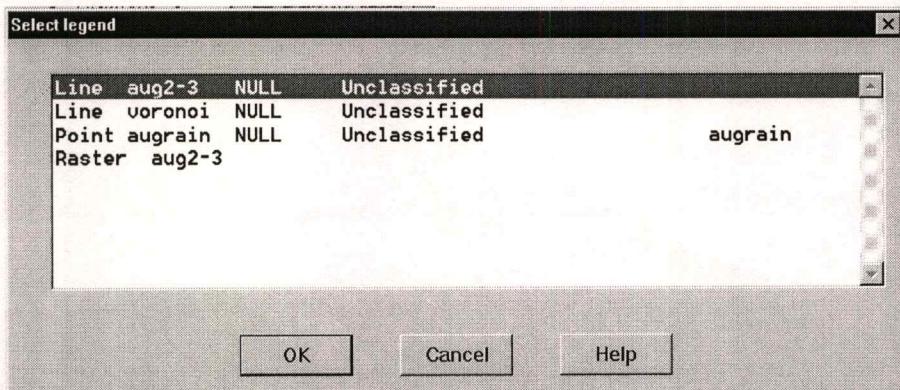 Select legend
Line aug2-3 NULL Unclassified
Line voronoi NULL Unclassified
Point augrain NULL Unclassified augrain
Raster aug2-3
OK Cancel Help